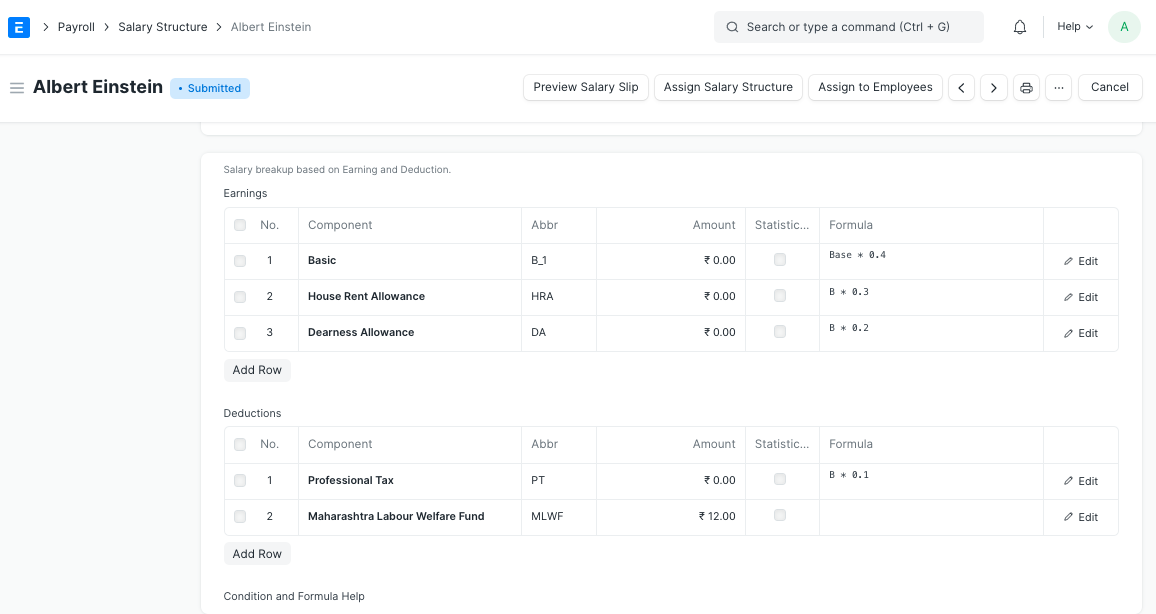 E > Payroll > Salary Structure > Albert Einstein Search or type a command (Ctrl + G) Help A
Albert Einstein • Submitted Preview Salary Slip Assign Salary Structure Assign to Employees < > ... Cancel
Salary breakup based on Earning and Deduction.
Earnings
No. Component Abbr Amount Statistic... Formula
1 Basic B_1 ₹ 0.00 Base * 0.4 Edit
2 House Rent Allowance HRA ₹ 0.00 B * 0.3 Edit
3 Dearness Allowance DA ₹ 0.00 B * 0.2 Edit
Add Row
Deductions
No. Component Abbr Amount Statistic... Formula
1 Professional Tax PT ₹ 0.00 B * 0.1 Edit
2 Maharashtra Labour Welfare Fund MLWF ₹ 12.00 Edit
Add Row
Condition and Formula Help